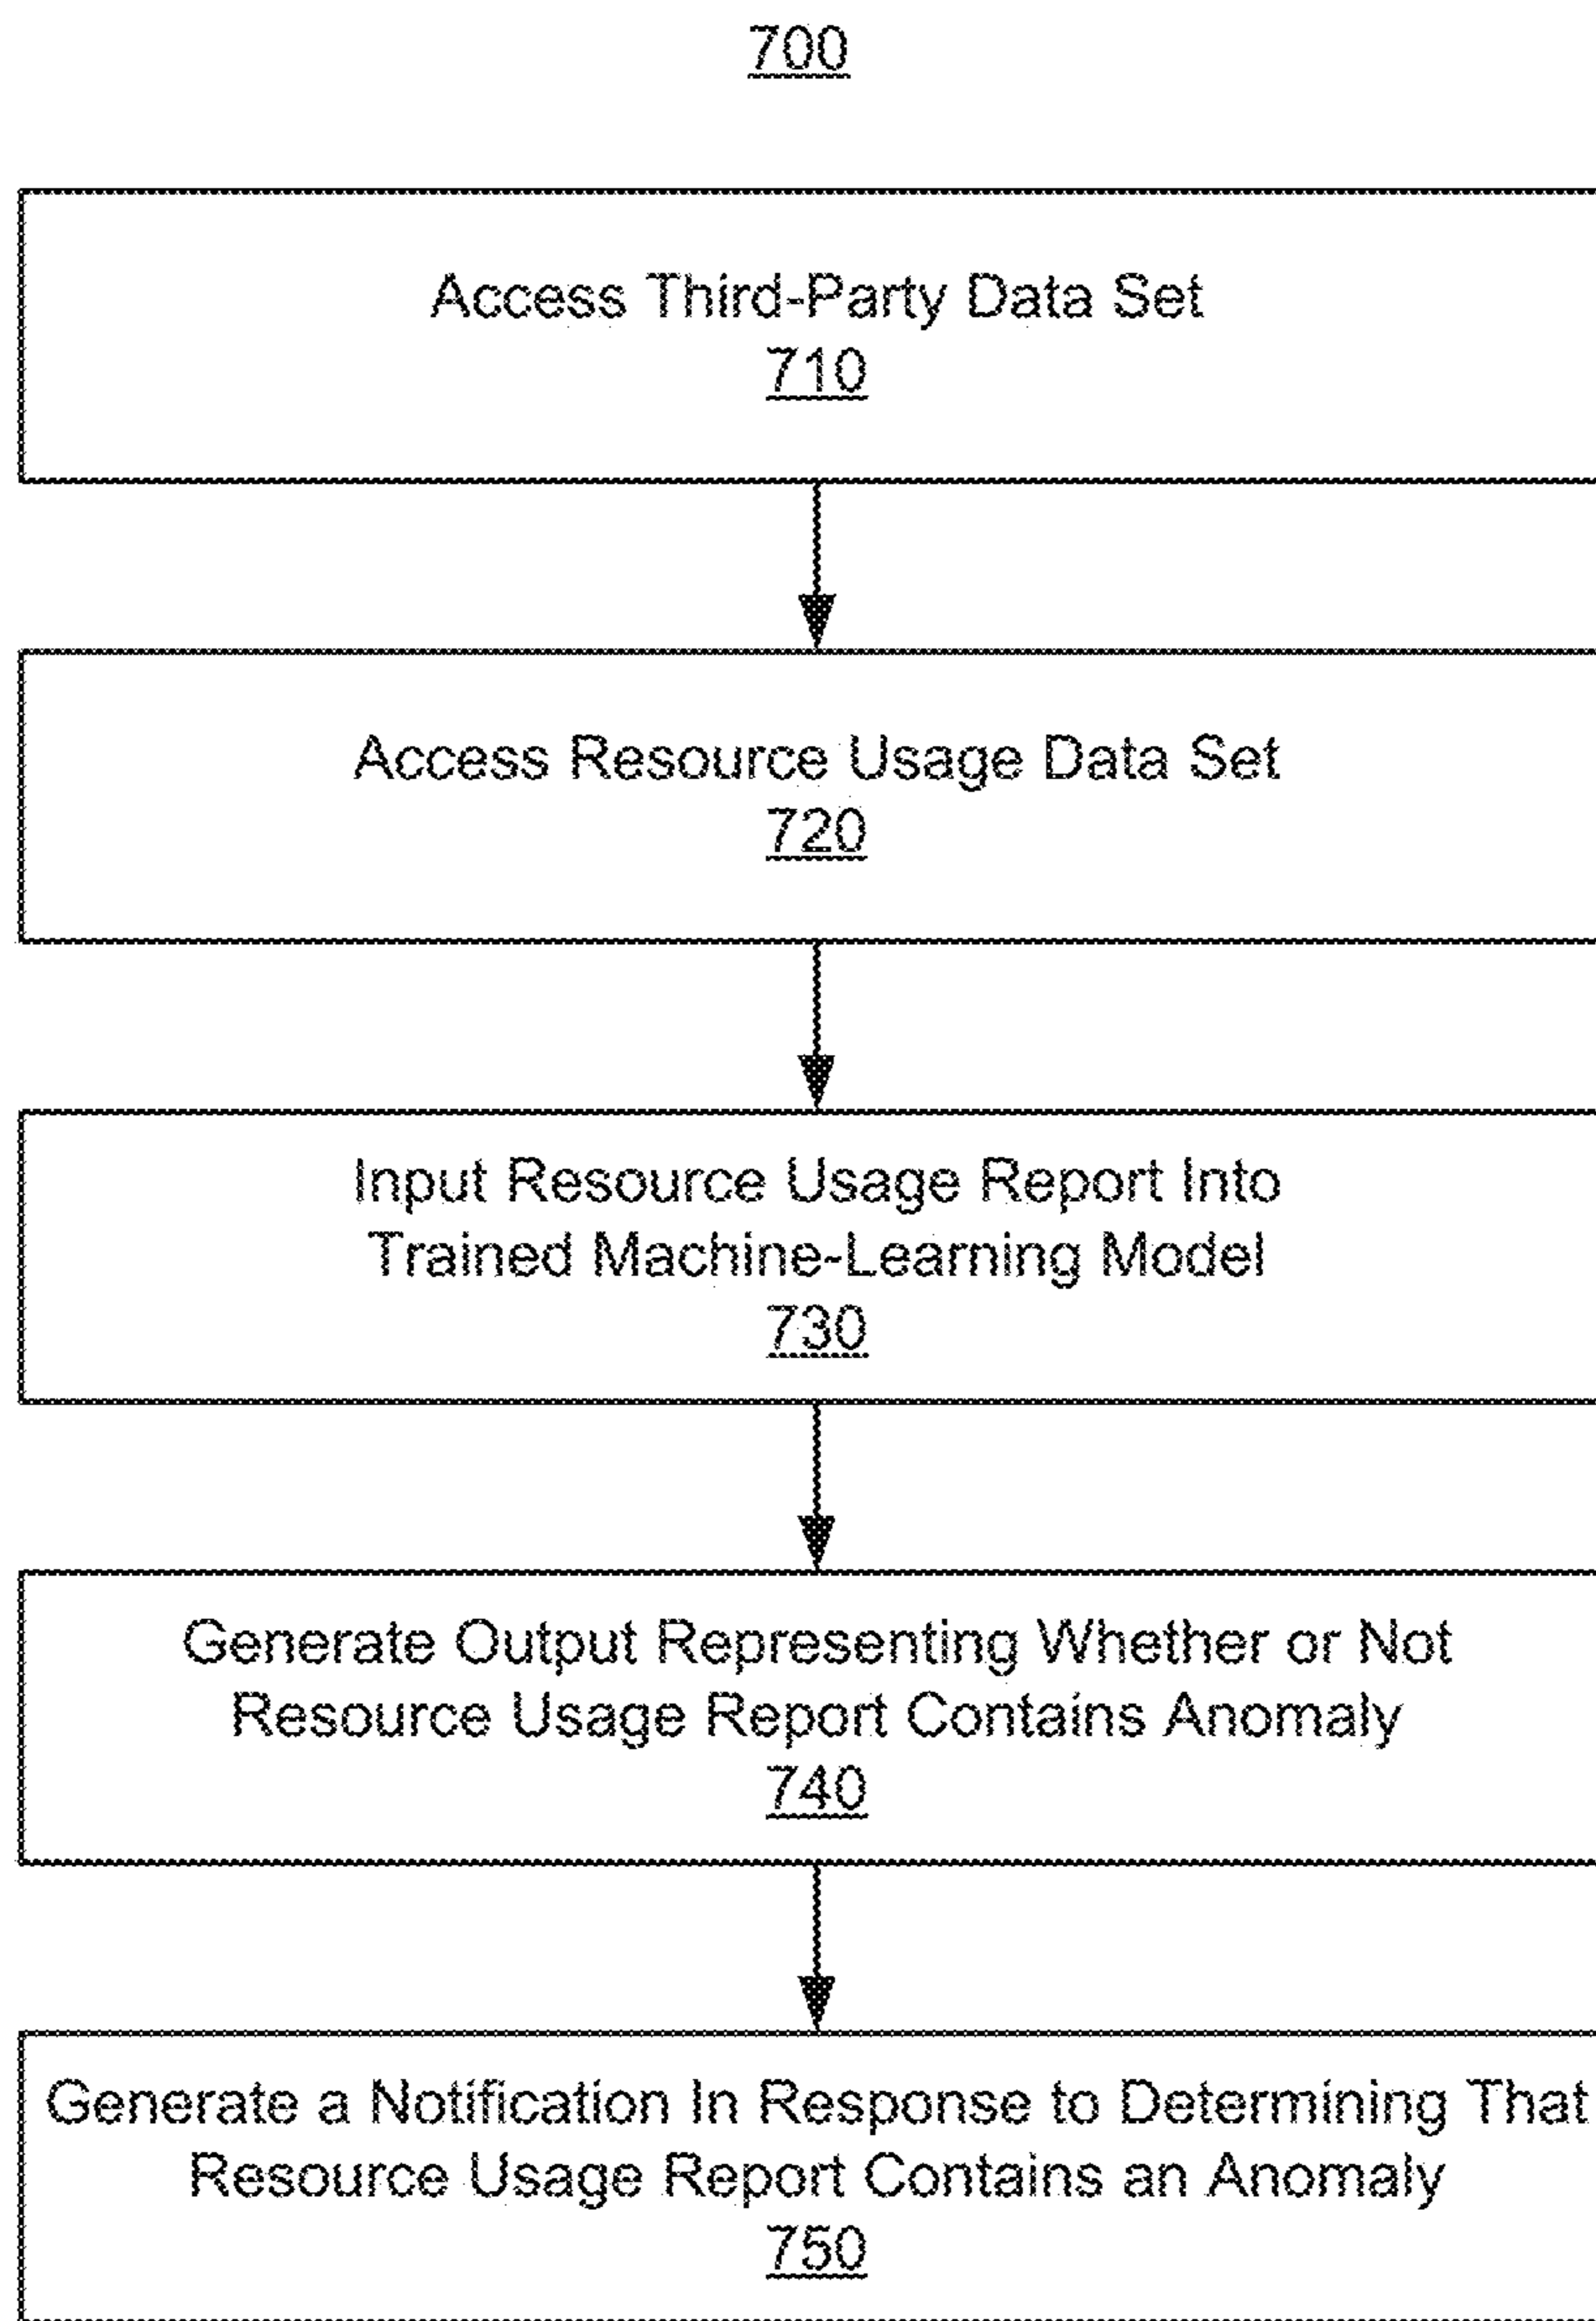 700
Access Third-Party Data Set
710
Access Resource Usage Data Set
720
Input Resource Usage Report Into
Trained Machine-Learning Model
730
Generate Output Representing Whether or Not
Resource Usage Report Contains Anomaly
740
Generate a Notification In Response to Determining That
Resource Usage Report Contains an Anomaly
750